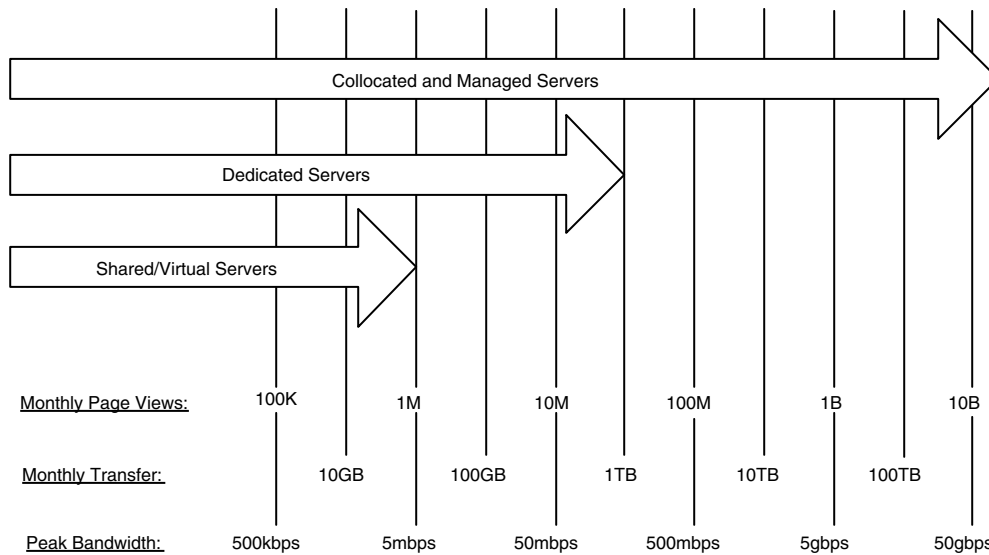 Collocated and Managed Servers
Dedicated Servers
Shared/Virtual Servers
Monthly Page Views: 100K 1M 10M 100M 1B 10B
Monthly Transfer: 10GB 100GB 1TB 10TB 100TB
Peak Bandwidth: 500kbps 5mbps 50mbps 500mbps 5gbps 50gbps